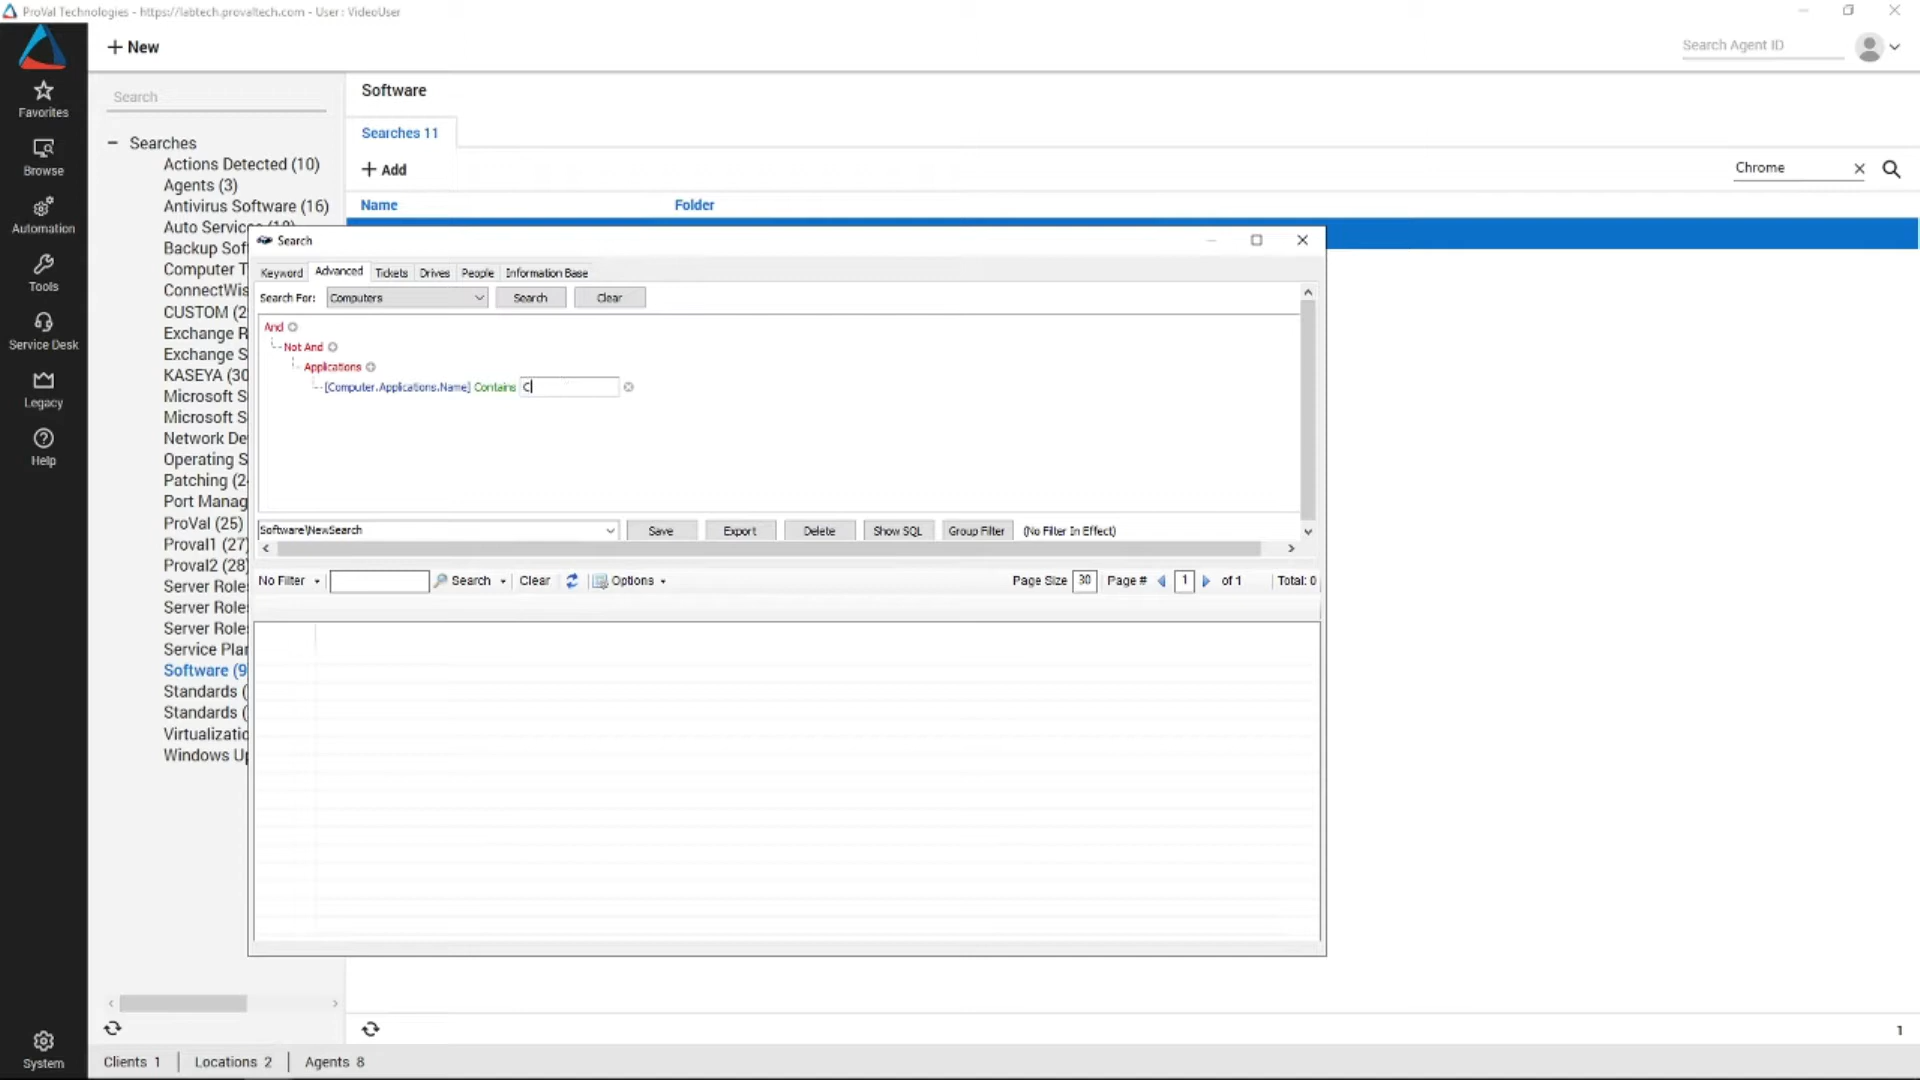 ProVal Technologies - https://labtech.provaltech.com - User: VideoUser
+ New
Search Agent ID
Favorites
Browse
Automation
Tools
Service Desk
Legacy
Help
System
Search
Searches
Actions Detected (10)
Agents (3)
Antivirus Software (16)
Auto Services
Backup Sof
Computer T
ConnectWis
CUSTOM (2
Exchange R
Exchange S
KASEYA (30
Microsoft S
Microsoft S
Network De
Operating S
Patching (2
Port Manag
ProVal (25)
Proval1 (27)
Proval2 (28)
Server Roles
Server Roles
Server Roles
Service Plan
Software (9
Standards (
Standards (
Virtualizatio
Windows Up
Software
Searches 11
+ Add
Chrome
Name Folder
Search
Keyword Advanced Tickets Drives People Information Base
Search For: Computers Search Clear
And
Not And
Applications
[Computer.Applications.Name] Contains C
Software\NewSearch Save Export Delete Show SQL Group Filter (No Filter In Effect)
No Filter Search Clear Options Page Size 30 Page # 1 of 1 Total: 0
1
Clients 1 Locations 2 Agents 8